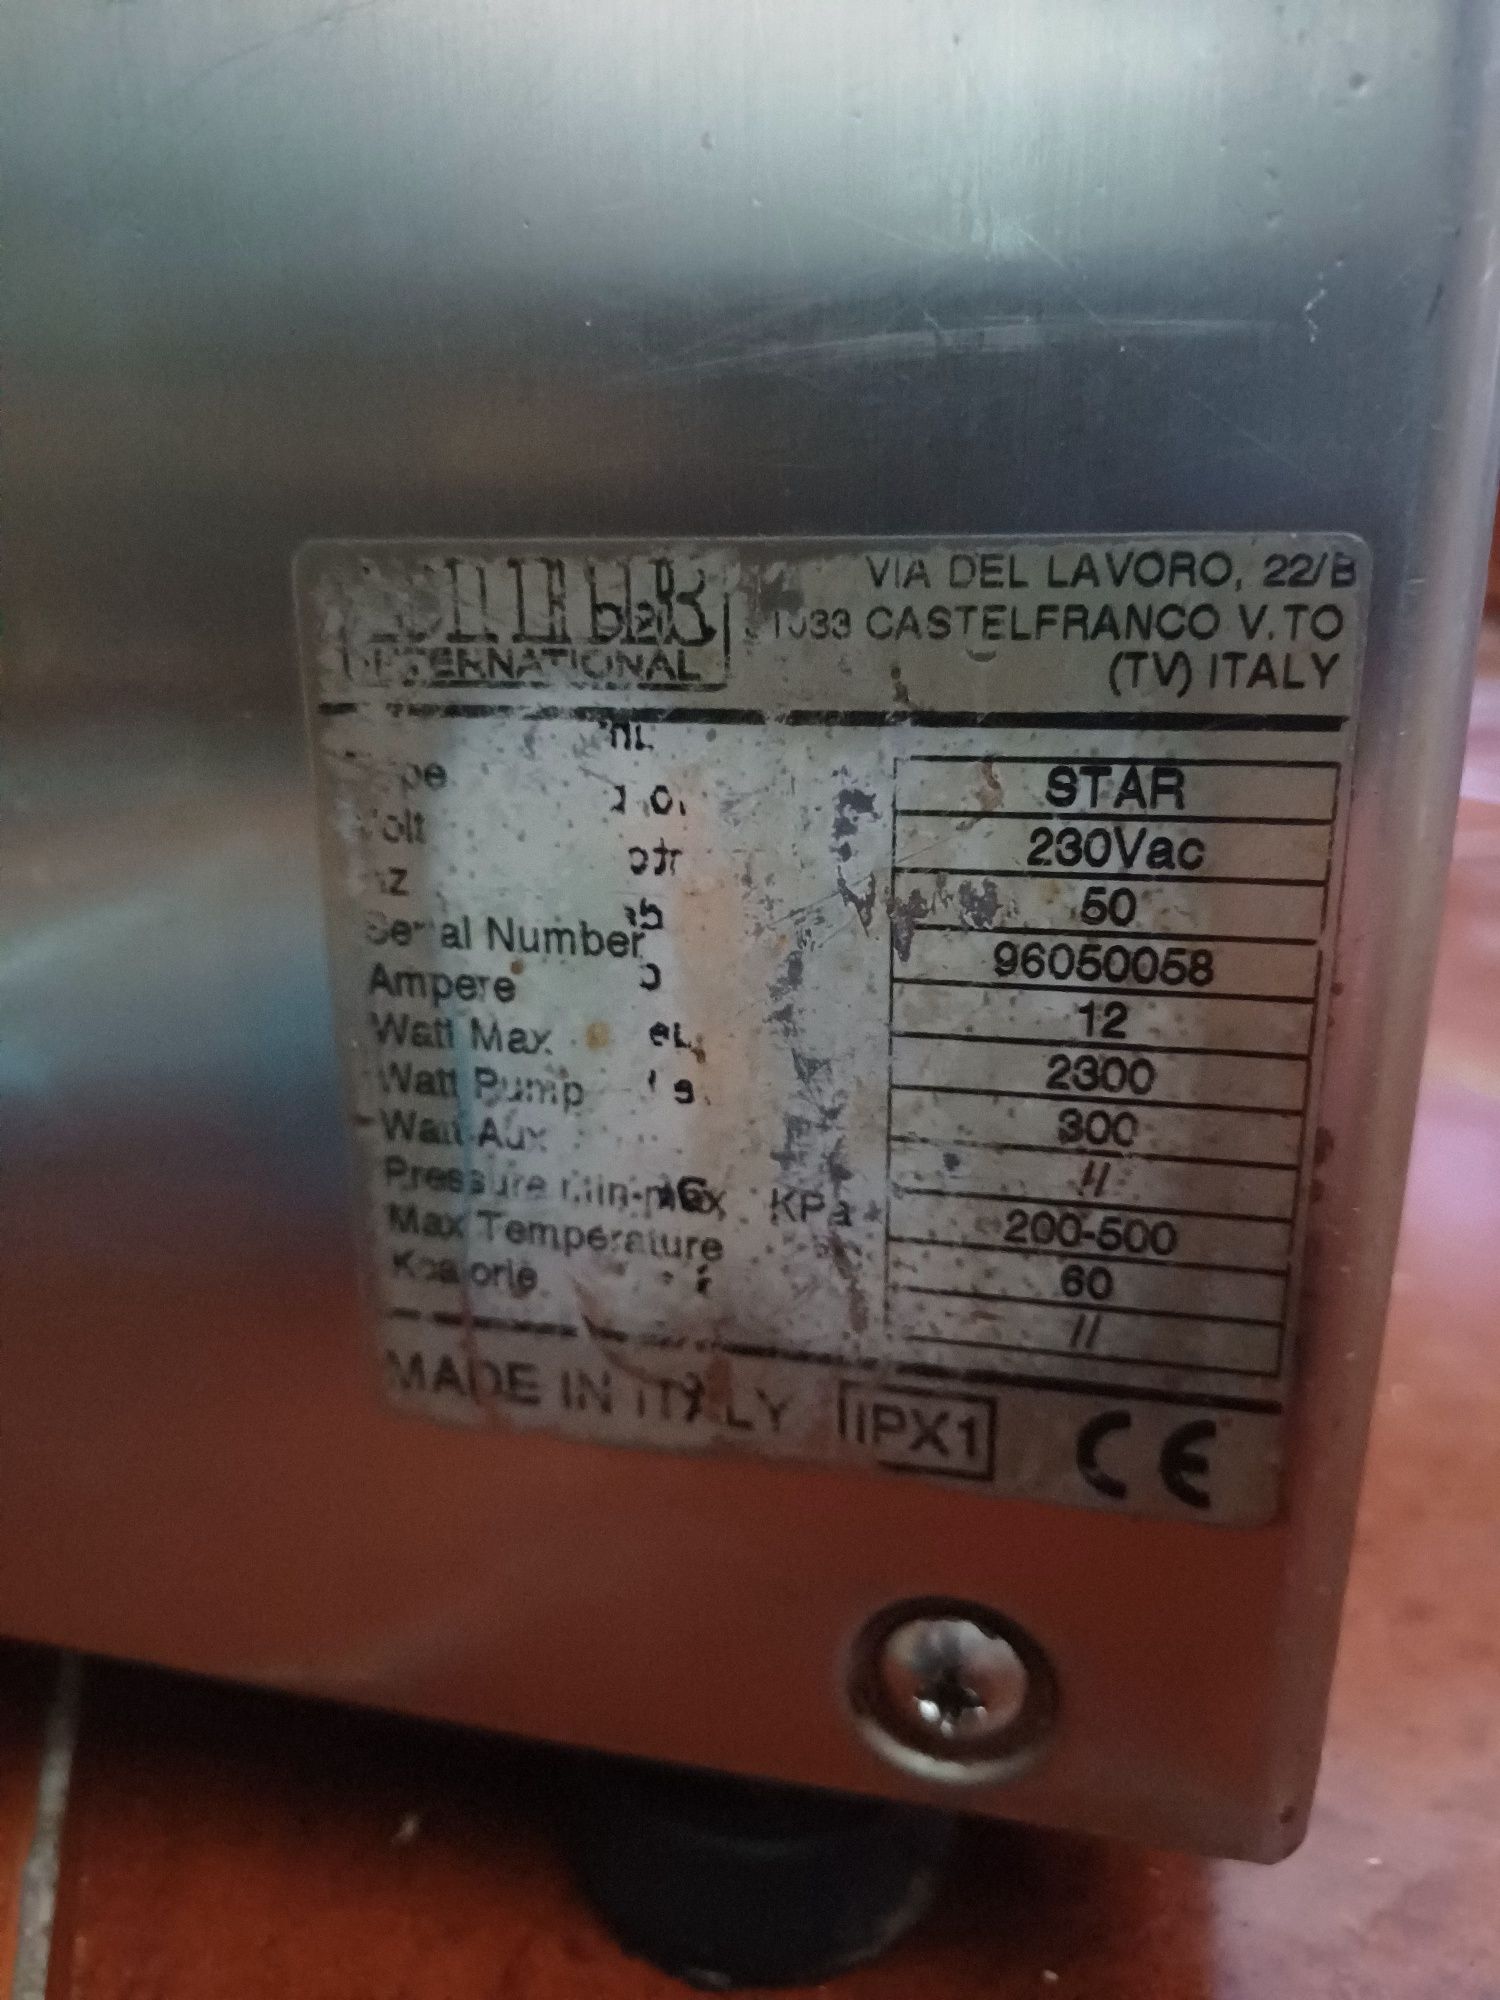 INTERNATIONAL
VIA DEL LAVORO, 22/B
CASTELFRANCO V.TO
(TV) ITALY
STAR
Volt 230Vac
50
Serial Number 96050058
Ampere 12
Watt Max 2300
Watt Pump 300
Watt Aux //
Pressure min-max KPa 200-500
Max Temperature 60
//
MADE IN ITALY IPX1 CE